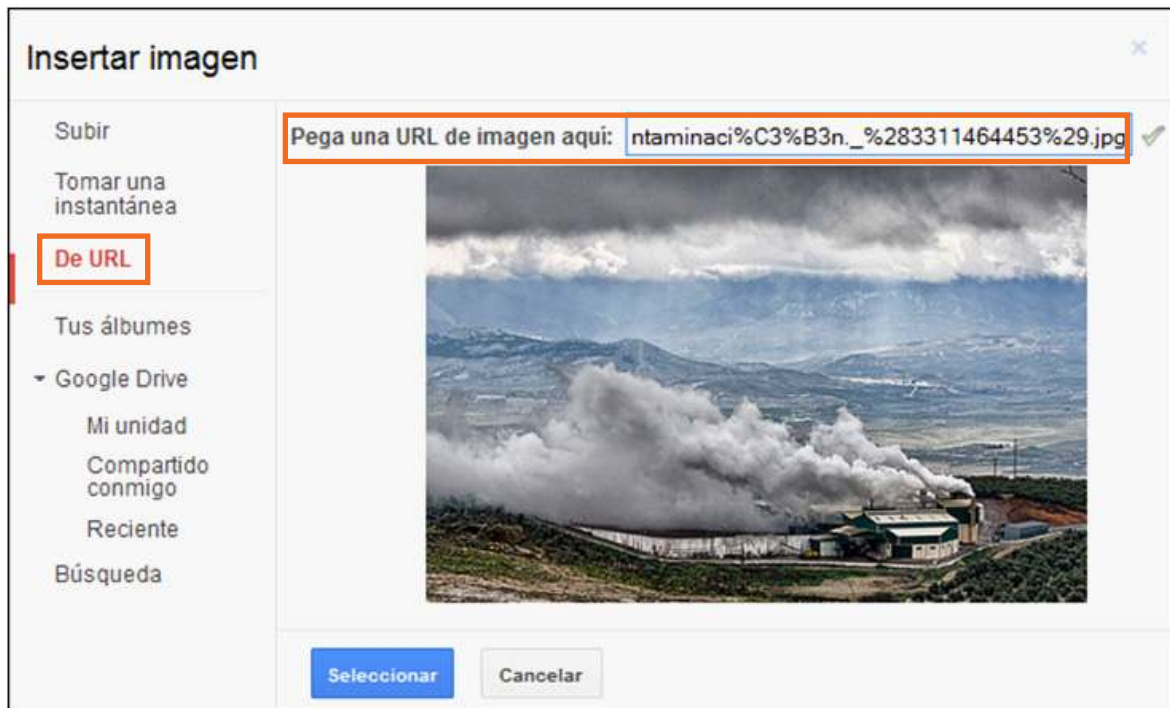 Insertar imagen
Subir
Tomar una
instantánea
De URL
Tus álbumes
Google Drive
Mi unidad
Compartido
conmigo
Reciente
Búsqueda
Pega una URL de imagen aquí: ntaminaci%C3%B3n._%283311464453%29.jpg
Seleccionar Cancelar